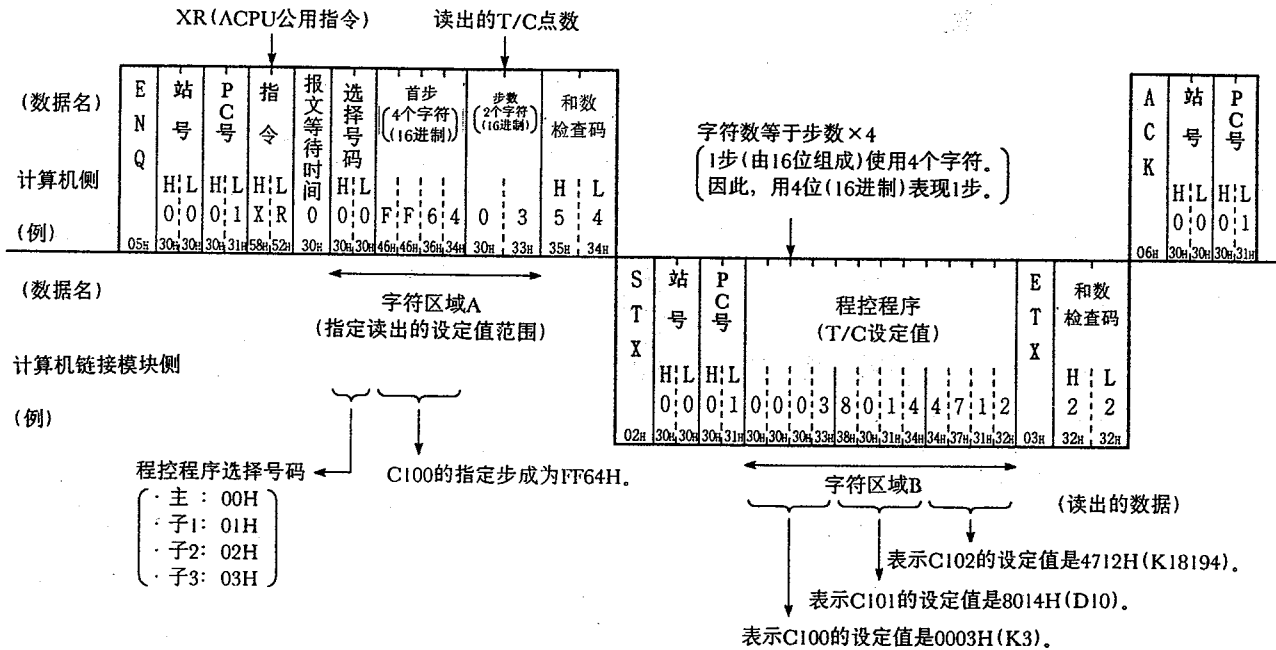 XR(ACPU公用指令)
读出的T/C点数
(数据名)
计算机侧
(例)
ENQ
站号
PC号
指令
报文等待时间
选择号码
首步
(4个字符)
(16进制)
步数
(2个字符)
(16进制)
和数
检查码
H L H L H L H L H L
0 0 0 1 X R 0 0 0 F F 6 4 0 3 5 4
05H 30H 30H 30H 31H 58H 52H 30H 30H 30H 46H 46H 36H 34H 30H 33H 35H 34H
字符区域A
(指定读出的设定值范围)
字符数等于步数×4
(1步(由16位组成)使用4个字符。
因此，用4位(16进制)表现1步。)
ACK
站号
PC号
H L H L
0 0 0 1
06H 30H 30H 30H 31H
(数据名)
计算机链接模块侧
(例)
STX
站号
PC号
程控程序
(T/C设定值)
ETX
和数
检查码
H L H L H L
0 0 0 1 0 0 0 3 8 0 1 4 4 7 1 2 2 2
02H 30H 30H 30H 31H 30H 30H 30H 33H 38H 30H 31H 34H 34H 37H 31H 32H 03H 32H 32H
字符区域B
(读出的数据)
程控程序选择号码
· 主 : 00H
· 子1: 01H
· 子2: 02H
· 子3: 03H
C100的指定步成为FF64H。
表示C102的设定值是4712H(K18194)。
表示C101的设定值是8014H(D10)。
表示C100的设定值是0003H(K3)。